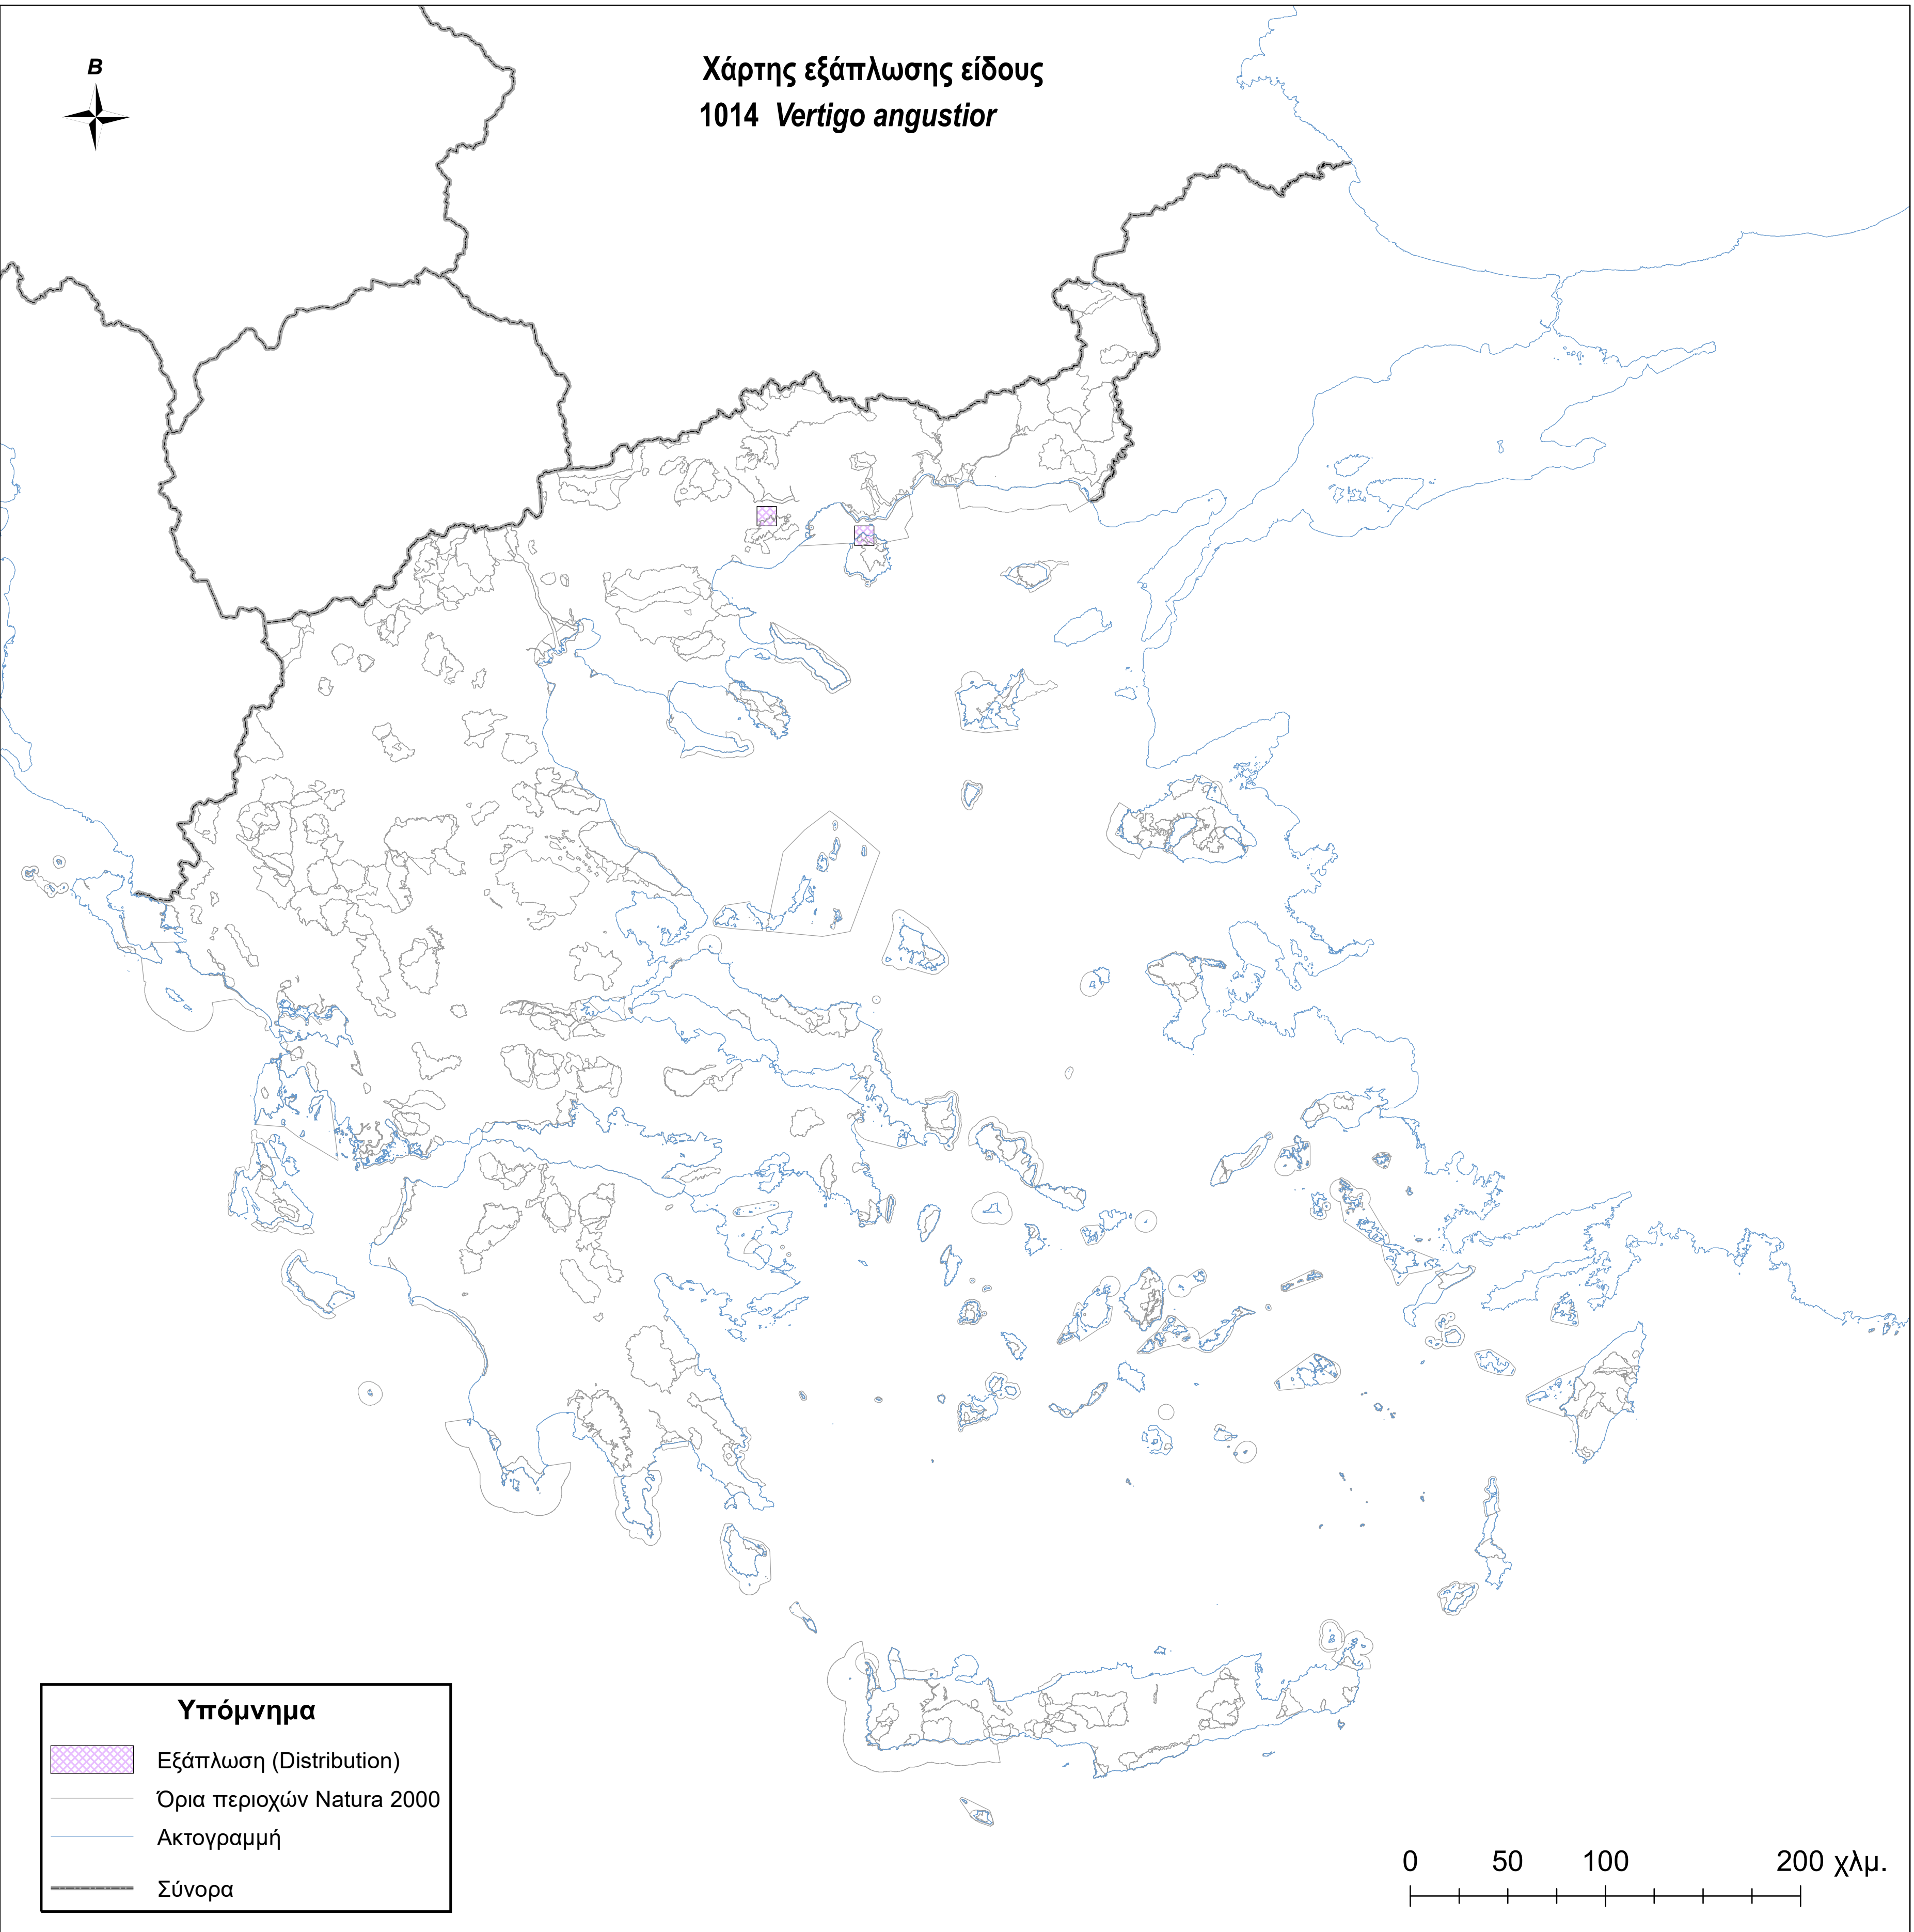 Χάρτης εξάπλωσης είδους
1014 Vertigo angustior
Β
Υπόμνημα
Εξάπλωση (Distribution)
Όρια περιοχών Natura 2000
Ακτογραμμή
Σύνορα
0 50 100 200 χλμ.